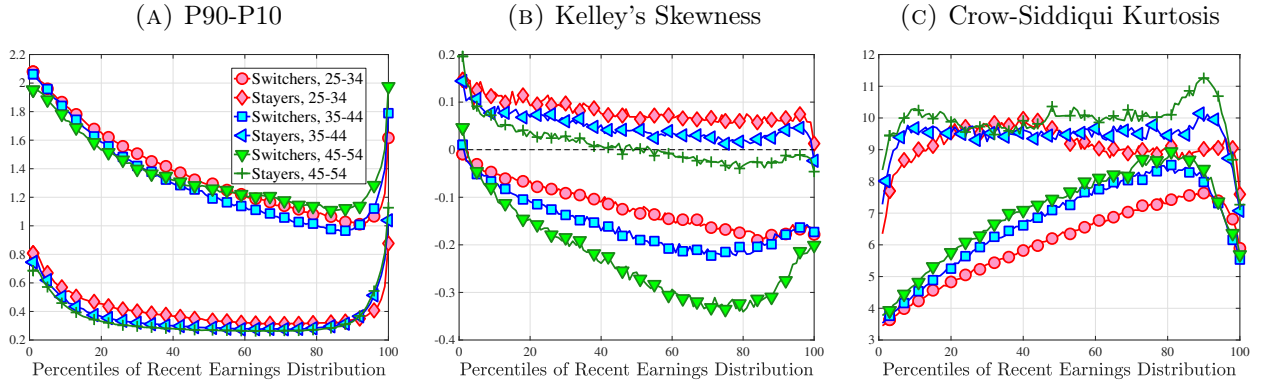 (A) P90-P10
2.2
2
1.8
1.6
1.4
1.2
1
0.8
0.6
0.4
0.2
0 20 40 60 80 100
Percentiles of Recent Earnings Distribution
Switchers, 25-34
Stayers, 25-34
Switchers, 35-44
Stayers, 35-44
Switchers, 45-54
Stayers, 45-54
(B) Kelley's Skewness
0.2
0.1
0
-0.1
-0.2
-0.3
-0.4
0 20 40 60 80 100
Percentiles of Recent Earnings Distribution
(C) Crow-Siddiqui Kurtosis
12
11
10
9
8
7
6
5
4
3
0 20 40 60 80 100
Percentiles of Recent Earnings Distribution